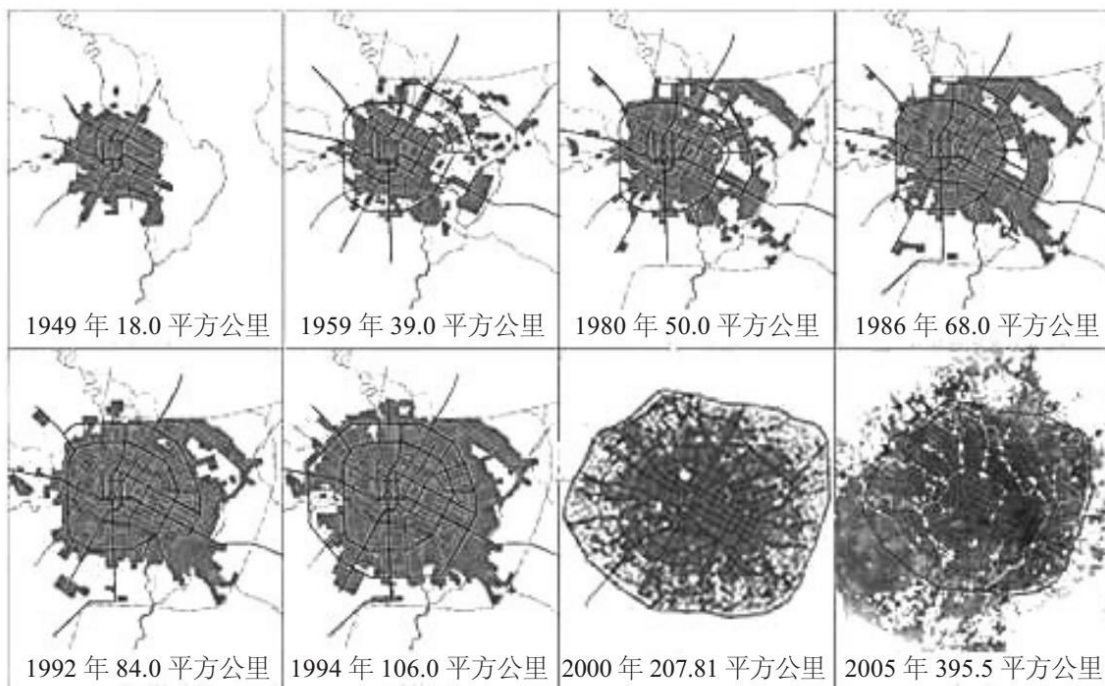 1949 年 18.0 平方公里
1959 年 39.0 平方公里
1980 年 50.0 平方公里
1986 年 68.0 平方公里
1992 年 84.0 平方公里
1994 年 106.0 平方公里
2000 年 207.81 平方公里
2005 年 395.5 平方公里